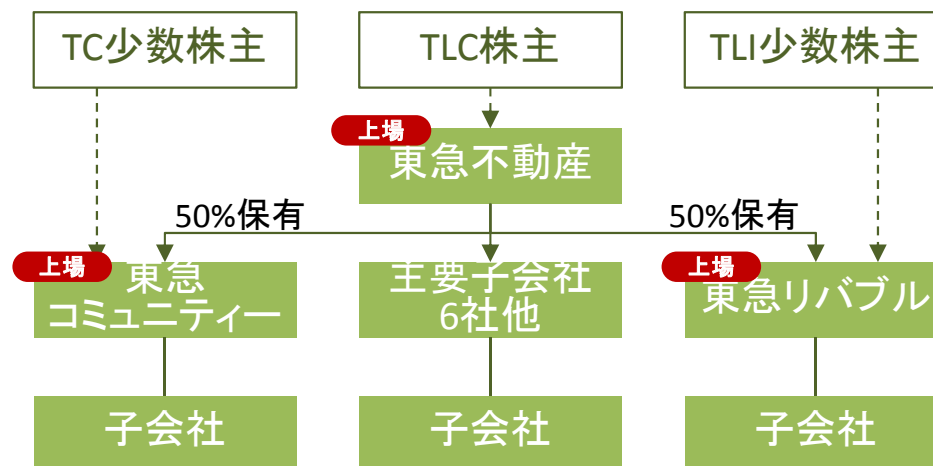 TC少数株主
TLC株主
TLI少数株主
上場
東急不動産
50%保有
50%保有
上場
東急
コミュニティー
主要子会社
6社他
上場
東急リバブル
子会社
子会社
子会社